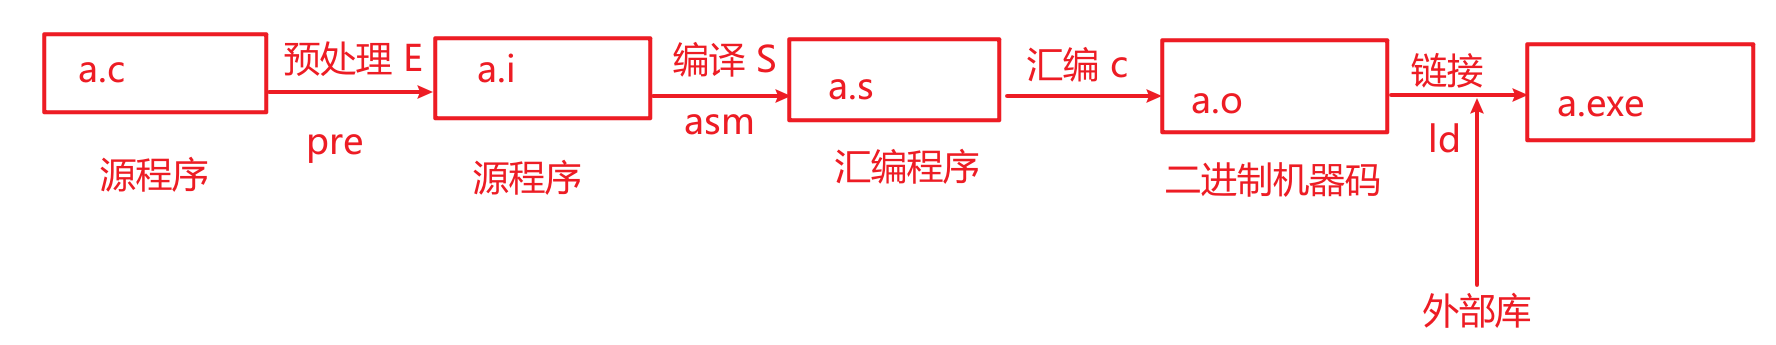 a.c
预处理 E
pre
源程序
a.i
源程序
编译 S
asm
a.s
汇编程序
汇编 c
a.o
二进制机器码
链接
ld
外部库
a.exe